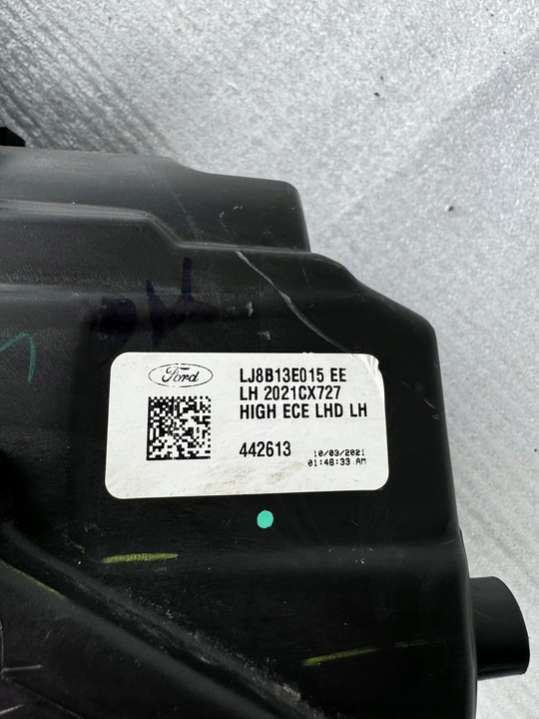 Ford
LJ8B13E015 EE
LH 2021CX727
HIGH ECE LHD LH
442613
10/03/2021
01:48:33 AM